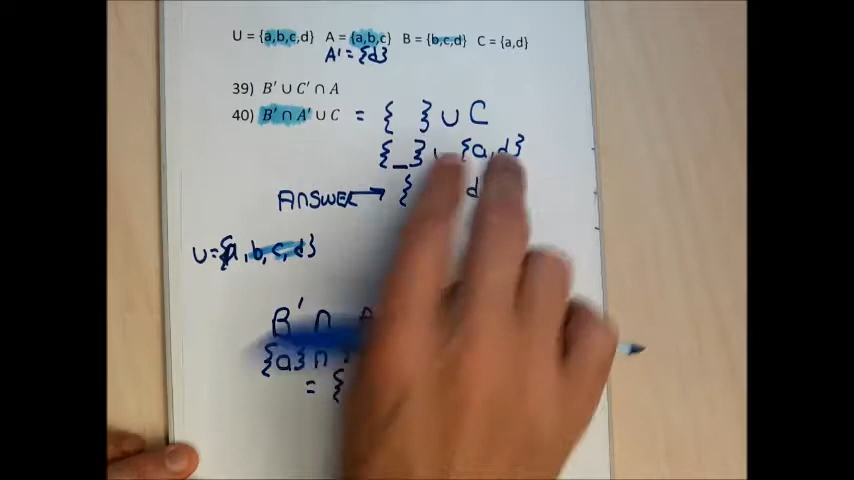 U = {a,b,c,d} A = {a,b,c} B = {b,c,d} C = {a,d}
A' = {d}
39) B′ ∪ C′ ∩ A
40) B′ ∩ A′ ∪ C = { } ∪ C
{_} ∪ {a,d}
ANSWER → { d
U={a,b,c,d}
B' ∩
{a} ∩
= {